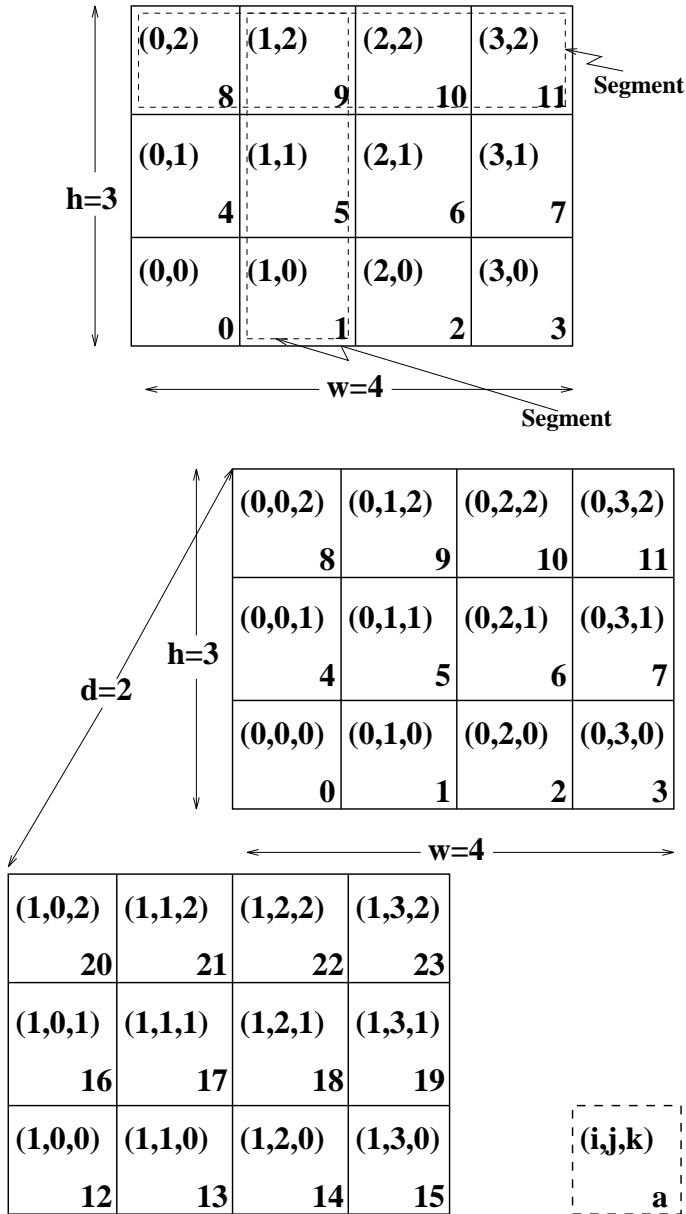 (0,2) (1,2) (2,2) (3,2)
Segment
8 9 10 11
(0,1) (1,1) (2,1) (3,1)
h=3
4 5 6 7
(0,0) (1,0) (2,0) (3,0)
0 1 2 3
w=4
Segment
(0,0,2) (0,1,2) (0,2,2) (0,3,2)
8 9 10 11
(0,0,1) (0,1,1) (0,2,1) (0,3,1)
h=3
4 5 6 7
d=2
(0,0,0) (0,1,0) (0,2,0) (0,3,0)
0 1 2 3
w=4
(1,0,2) (1,1,2) (1,2,2) (1,3,2)
20 21 22 23
(1,0,1) (1,1,1) (1,2,1) (1,3,1)
16 17 18 19
(1,0,0) (1,1,0) (1,2,0) (1,3,0)
(i,j,k)
12 13 14 15
a